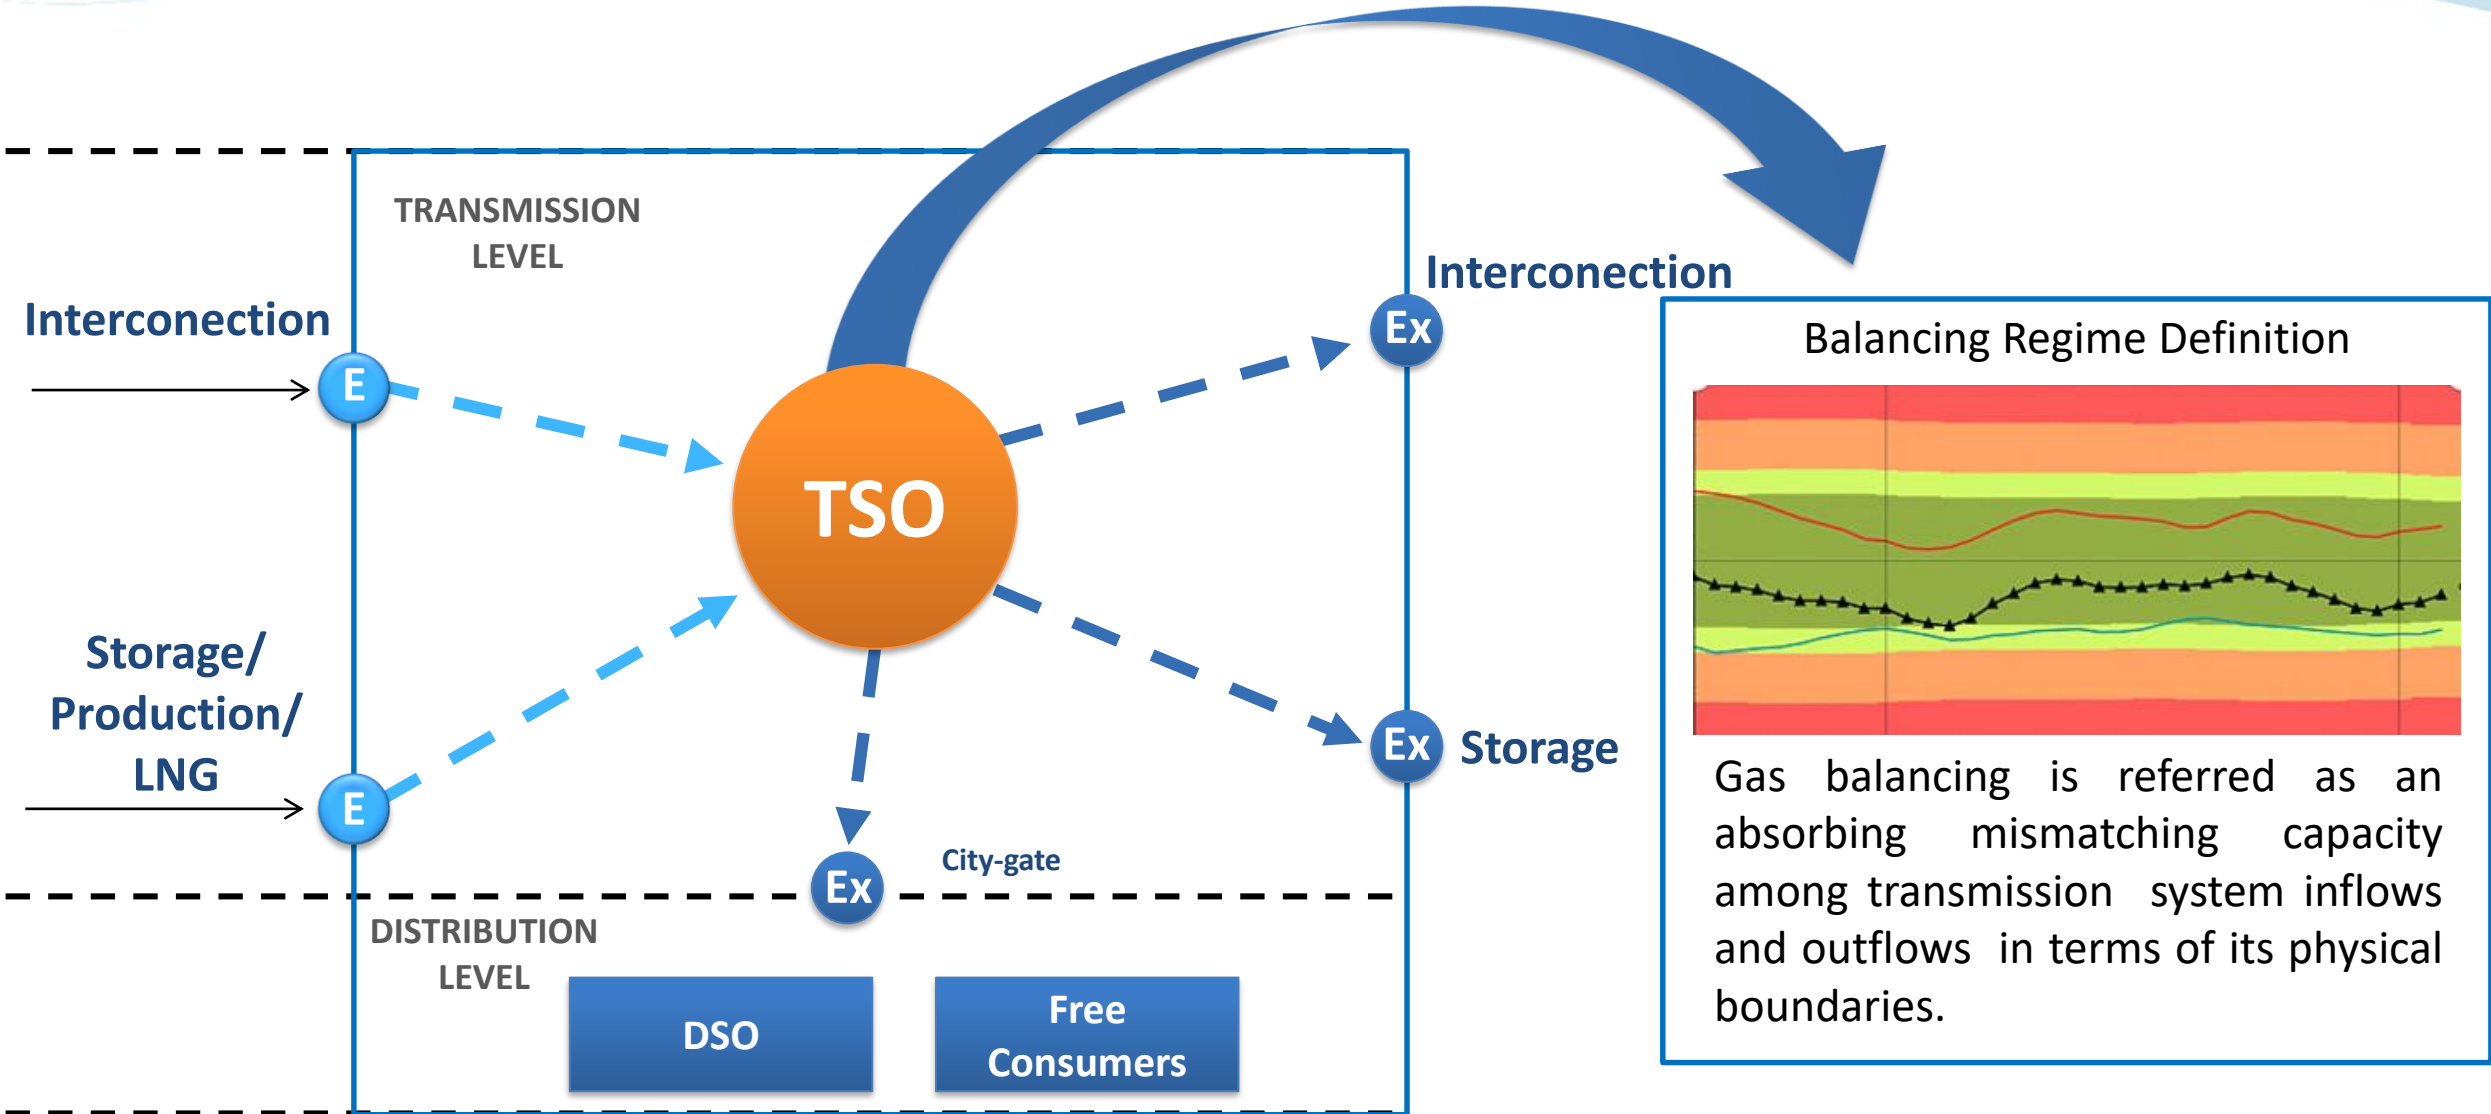 TRANSMISSION
LEVEL
Interconection
E
Storage/
Production/
LNG
E
TSO
Interconection
Ex
Ex
Storage
City-gate
Ex
DISTRIBUTION
LEVEL
DSO
Free
Consumers
Balancing Regime Definition
Gas balancing is referred as an
absorbing mismatching capacity
among transmission system inflows
and outflows in terms of its physical
boundaries.